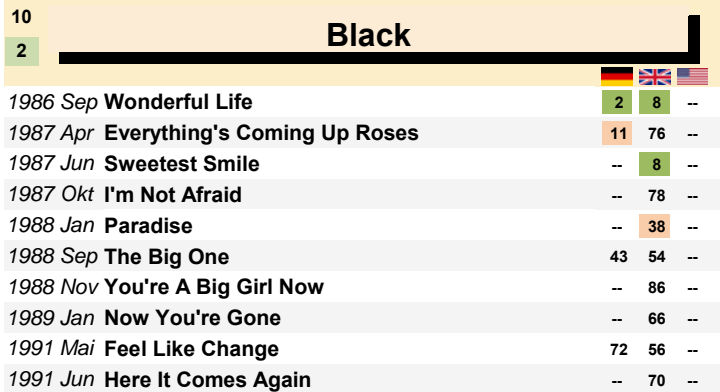 10
Black
2
1986 Sep Wonderful Life 2 8 --
1987 Apr Everything's Coming Up Roses 11 76 --
1987 Jun Sweetest Smile -- 8 --
1987 Okt I'm Not Afraid -- 78 --
1988 Jan Paradise -- 38 --
1988 Sep The Big One 43 54 --
1988 Nov You're A Big Girl Now -- 86 --
1989 Jan Now You're Gone -- 66 --
1991 Mai Feel Like Change 72 56 --
1991 Jun Here It Comes Again -- 70 --